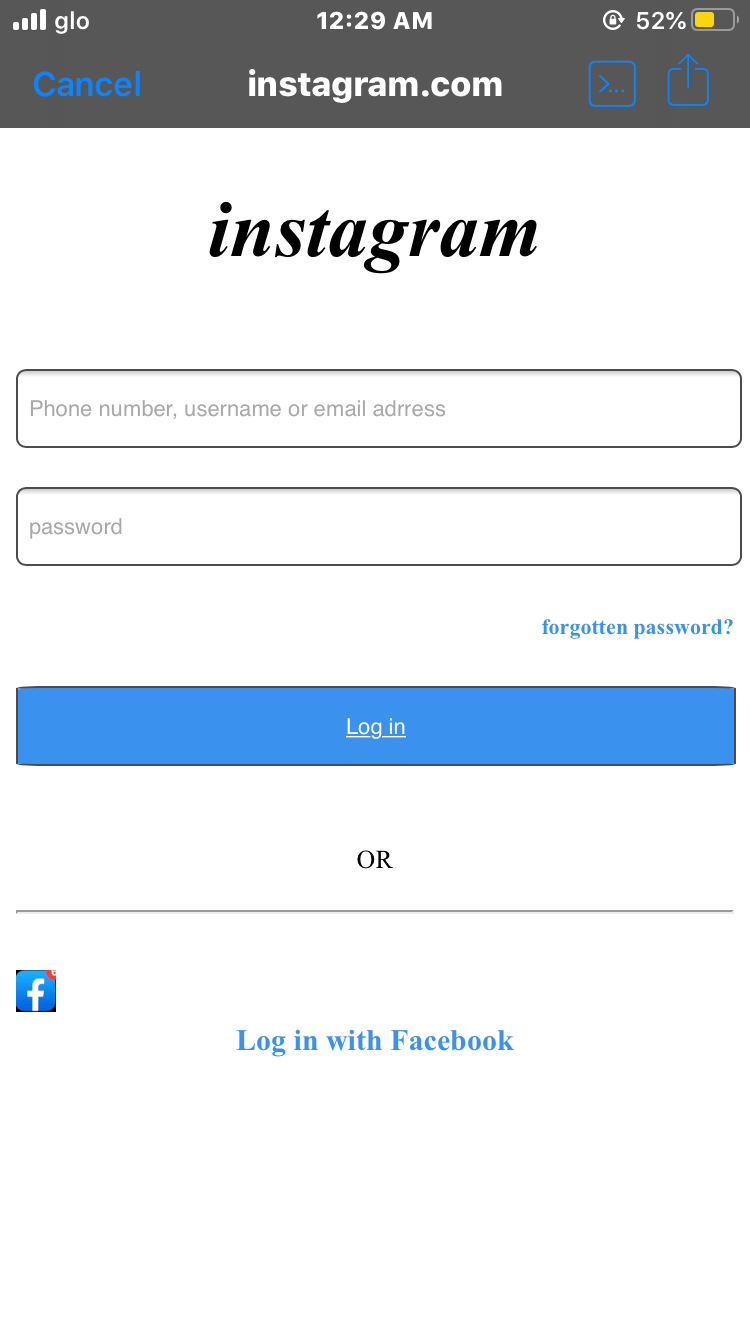 glo 12:29 AM 52%
Cancel instagram.com >...
instagram
Phone number, username or email adrress
password
forgotten password?
Log in
OR
f
Log in with Facebook